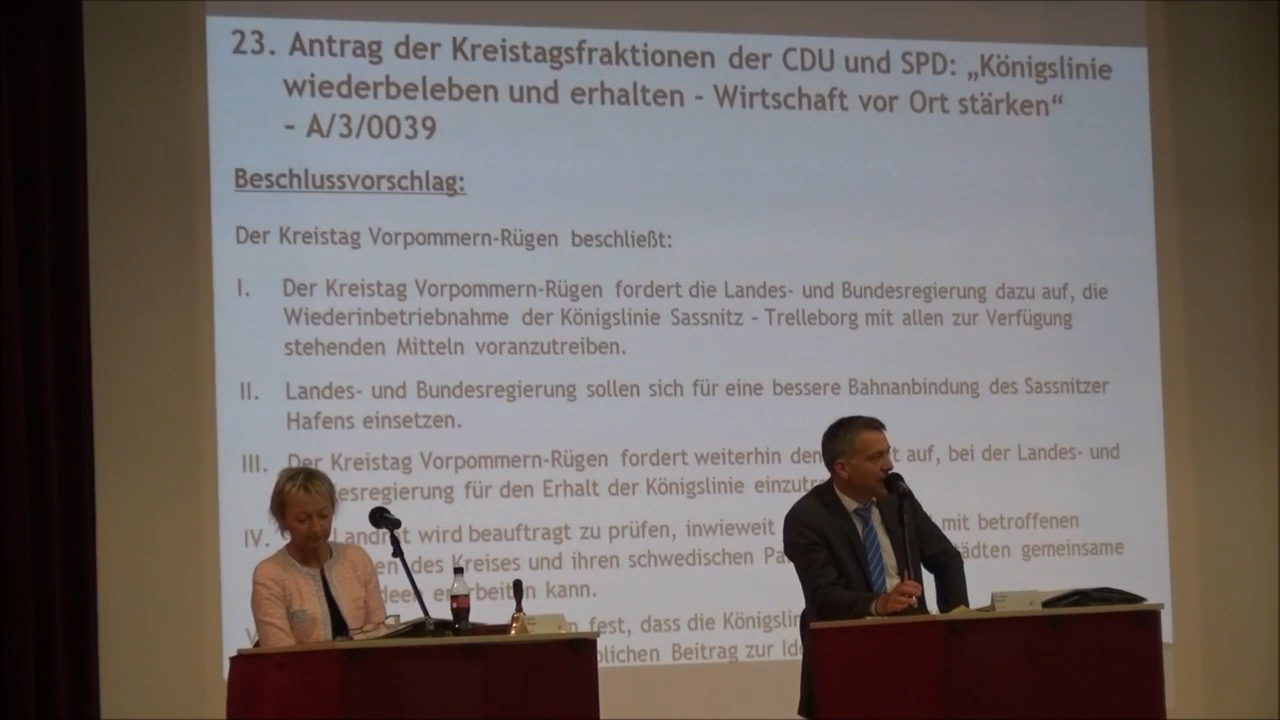 23. Antrag der Kreistagsfraktionen der CDU und SPD: „Königslinie
wiederbeleben und erhalten - Wirtschaft vor Ort stärken“
- A/3/0039
Beschlussvorschlag:
Der Kreistag Vorpommern-Rügen beschließt:
I. Der Kreistag Vorpommern-Rügen fordert die Landes- und Bundesregierung dazu auf, die
Wiederinbetriebnahme der Königslinie Sassnitz - Trelleborg mit allen zur Verfügung
stehenden Mitteln voranzutreiben.
II. Landes- und Bundesregierung sollen sich für eine bessere Bahnanbindung des Sassnitzer
Hafens einsetzen.
III. Der Kreistag Vorpommern-Rügen fordert weiterhin den auf, bei der Landes- und
esregierung für den Erhalt der Königslinie
IV. Landrat wird beauftragt zu prüfen, inwieweit mit betroffenen
des Kreises und ihren schwedischen tädten gemeinsame
Ideen erarbeiten kann.
fest, dass die
blichen Beitrag zur